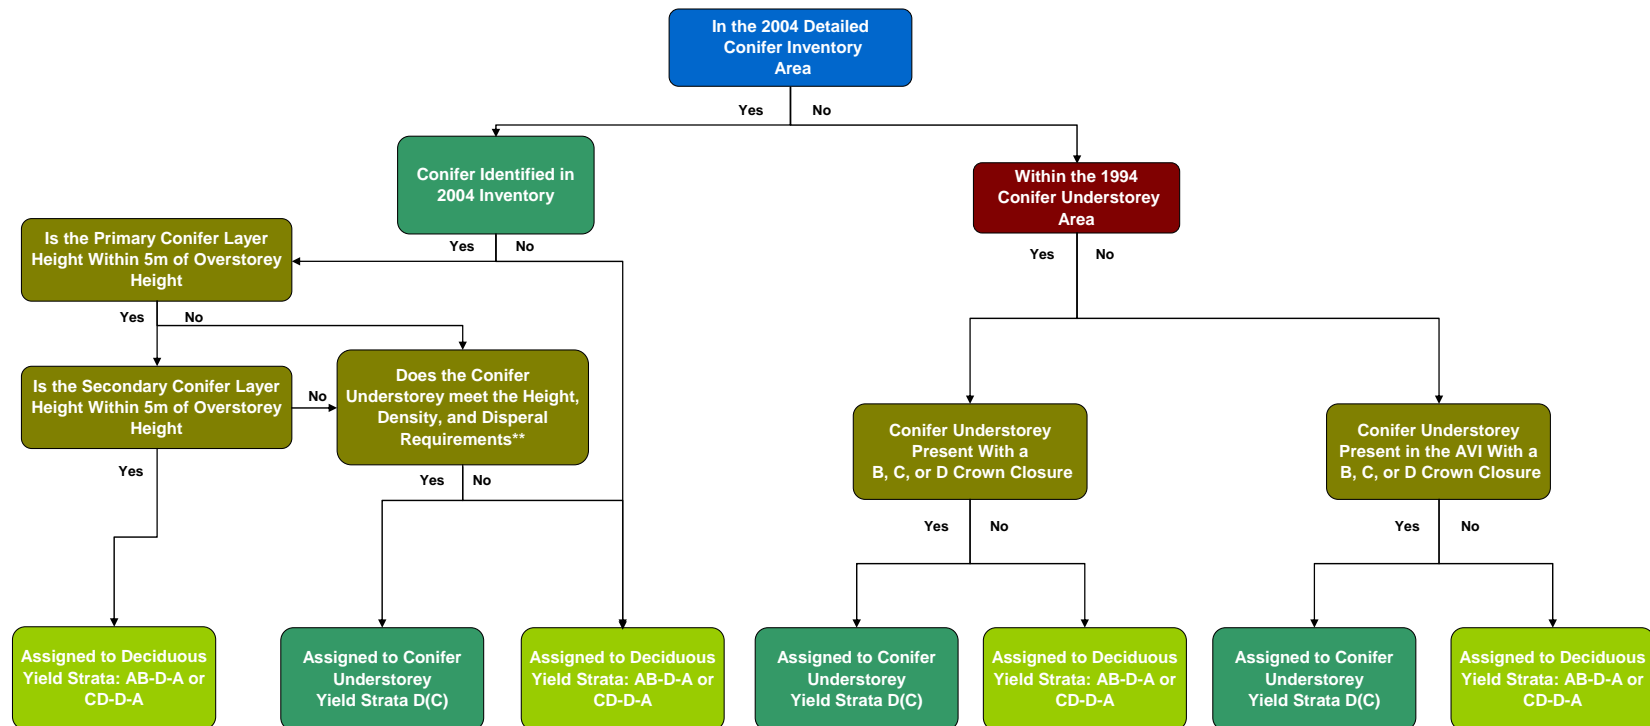 In the 2004 Detailed
Conifer Inventory
Area
Yes
No
Conifer Identified in
2004 Inventory
Within the 1994
Conifer Understorey
Area
Yes
No
Yes
No
Is the Primary Conifer Layer
Height Within 5m of Overstorey
Height
Yes
No
Is the Secondary Conifer Layer
Height Within 5m of Overstorey
Height
No
Does the Conifer
Understorey meet the Height,
Density, and Disperal
Requirements**
Conifer Understorey
Present With a
B, C, or D Crown Closure
Conifer Understorey
Present in the AVI With a
B, C, or D Crown Closure
Yes
Yes
No
Yes
No
Yes
No
Assigned to Deciduous
Yield Strata: AB-D-A or
CD-D-A
Assigned to Conifer
Understorey
Yield Strata D(C)
Assigned to Deciduous
Yield Strata: AB-D-A or
CD-D-A
Assigned to Conifer
Understorey
Yield Strata D(C)
Assigned to Deciduous
Yield Strata: AB-D-A or
CD-D-A
Assigned to Conifer
Understorey
Yield Strata D(C)
Assigned to Deciduous
Yield Strata: AB-D-A or
CD-D-A